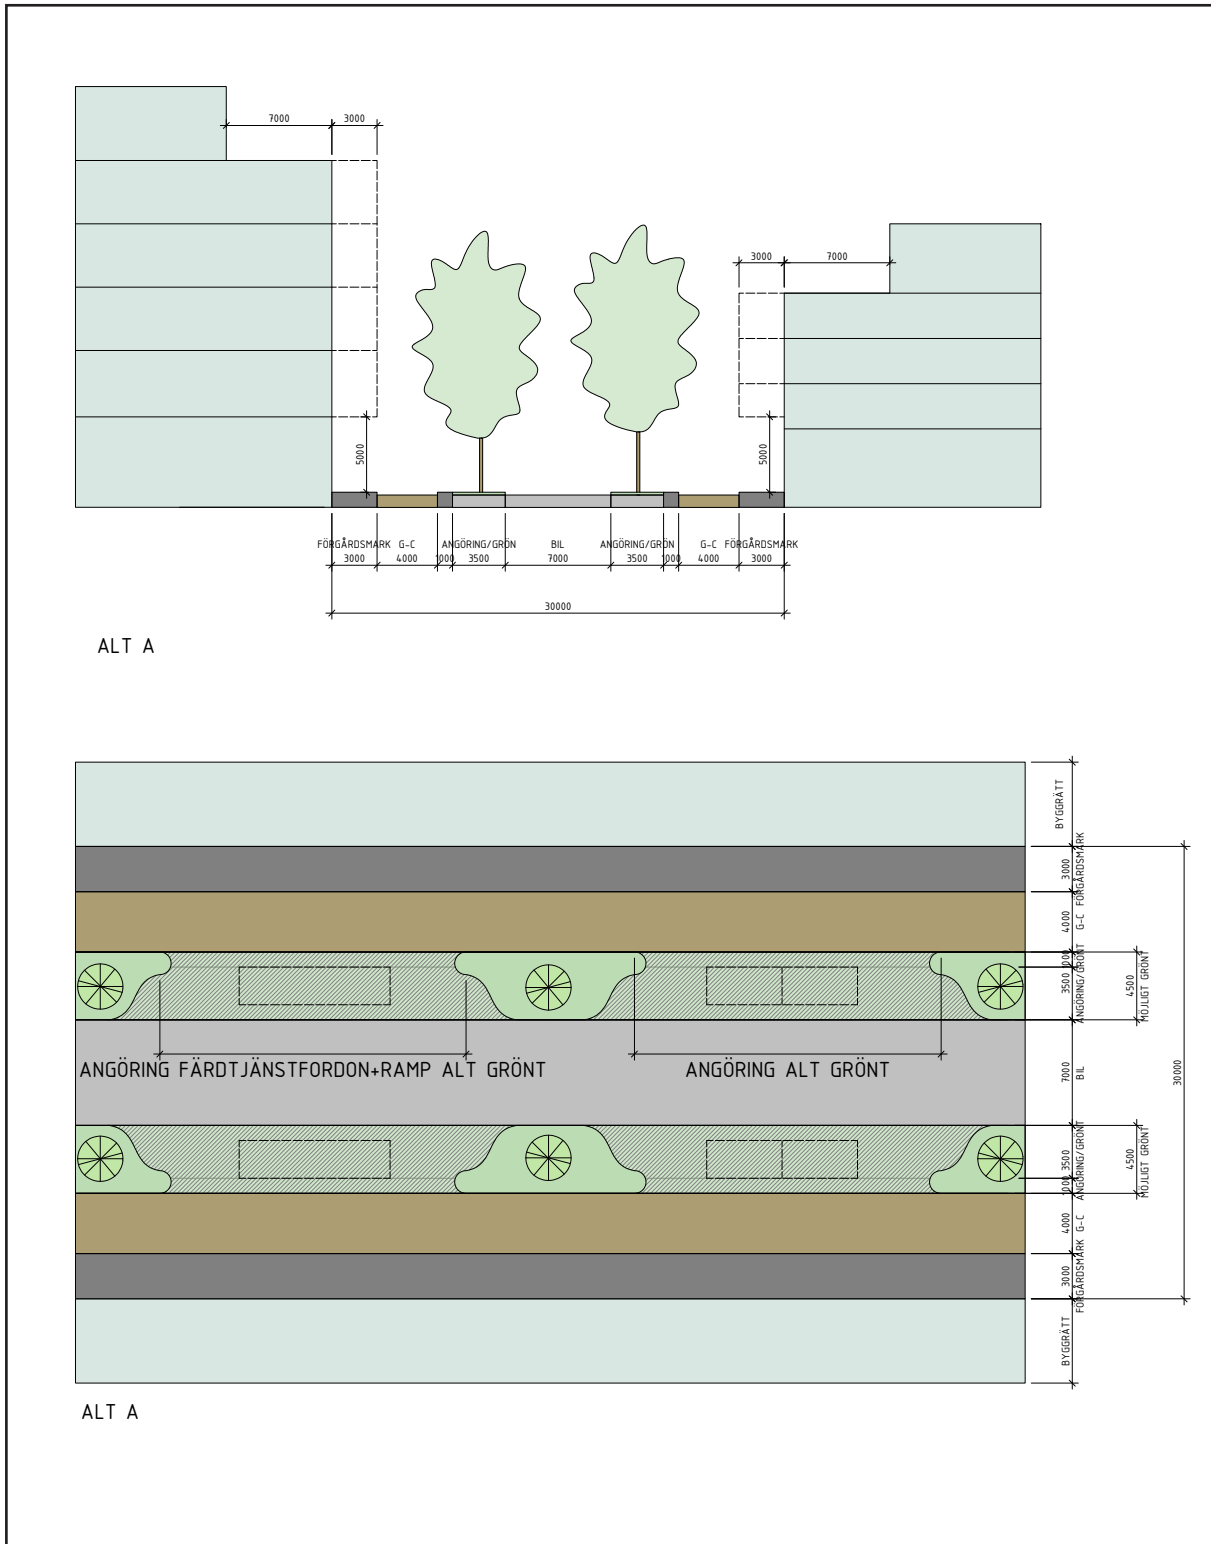 7000 3000
3000 7000
5000 5000
FÖRGÅRDSMARK G-C ANGÖRING/GRÖN BIL ANGÖRING/GRÖN G-C FÖRGÅRDSMARK
3000 4000 1000 3500 7000 3500 1000 4000 3000
30000
ALT A
BYGGRÄTT
3000 FÖRGÅRDSMARK
4000 G-C
1000
3500 ANGÖRING/GRÖNT
4500 MÖJLIGT GRÖNT
ANGÖRING FÄRDTJÄNSTFORDON+RAMP ALT GRÖNT
ANGÖRING ALT GRÖNT
7000 BIL
30000
3500 ANGÖRING/GRÖNT
1000
4500 MÖJLIGT GRÖNT
4000 G-C
3000 FÖRGÅRDSMARK
BYGGRÄTT
ALT A